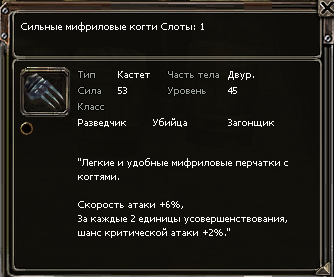 Сильные мифриловые когти Слоты: 1
Тип Кастет Часть тела Двур.
Сила 53 Уровень 45
Класс
Разведчик Убийца Загонщик
"Легкие и удобные мифриловые перчатки с
когтями.
Скорость атаки +6%,
За каждые 2 единицы усовершенствования,
шанс критической атаки +2%."